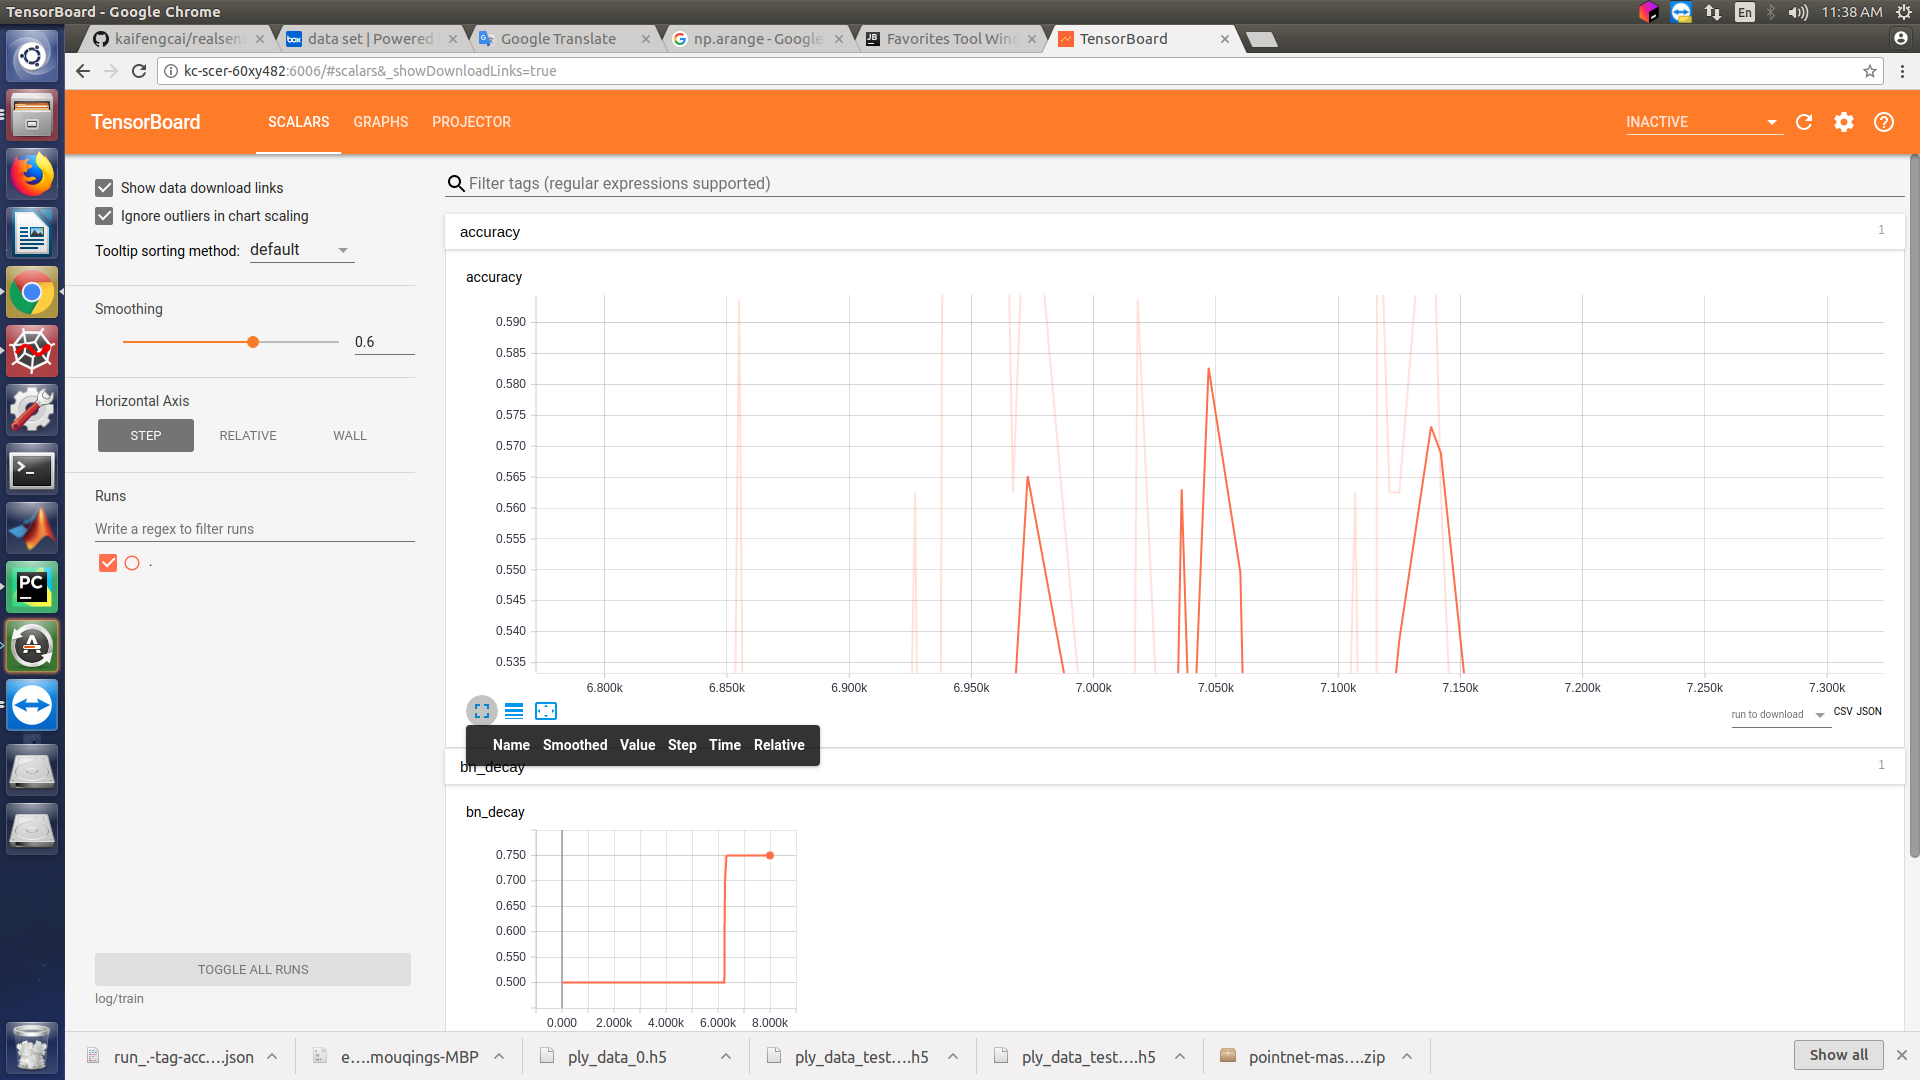 TensorBoard - Google Chrome
En
11:38 AM
kaifengcai/realsen
data set | Powered
Google Translate
np.arange - Google
Favorites Tool Wind
TensorBoard
kc-scer-60xy482:6006/#scalars&_showDownloadLinks=true
TensorBoard
SCALARS
GRAPHS
PROJECTOR
INACTIVE
Show data download links
Ignore outliers in chart scaling
Tooltip sorting method: default
Smoothing
0.6
Horizontal Axis
STEP
RELATIVE
WALL
Runs
Write a regex to filter runs
.
TOGGLE ALL RUNS
log/train
Filter tags (regular expressions supported)
accuracy
1
accuracy
0.590
0.585
0.580
0.575
0.570
0.565
0.560
0.555
0.550
0.545
0.540
0.535
6.800k 6.850k 6.900k 6.950k 7.000k 7.050k 7.100k 7.150k 7.200k 7.250k 7.300k
run to download
CSV JSON
Name Smoothed Value Step Time Relative
bn_decay
1
bn_decay
0.750
0.700
0.650
0.600
0.550
0.500
0.000 2.000k 4.000k 6.000k 8.000k
run_.-tag-acc....json
e....mouqings-MBP
ply_data_0.h5
ply_data_test....h5
ply_data_test....h5
pointnet-mas....zip
Show all